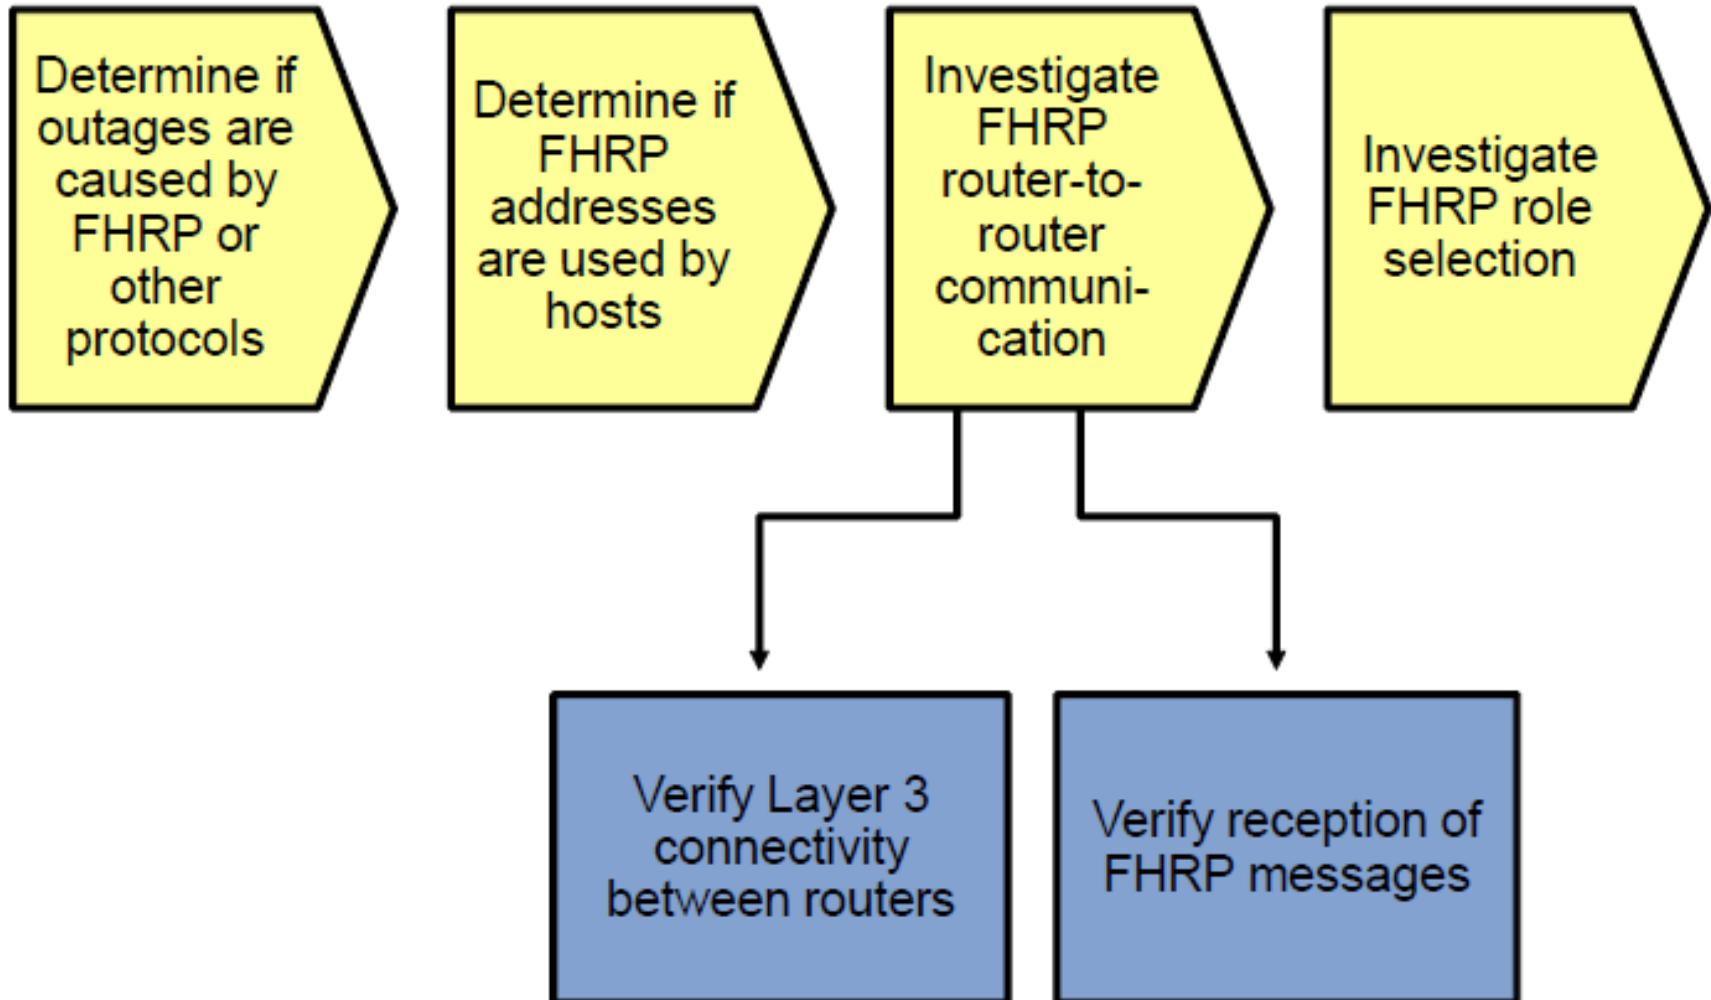 Determine if
outages are
caused by
FHRP or
other
protocols
Determine if
FHRP
addresses
are used by
hosts
Investigate
FHRP
router-to-
router
communi-
cation
Investigate
FHRP role
selection
Verify Layer 3
connectivity
between routers
Verify reception of
FHRP messages